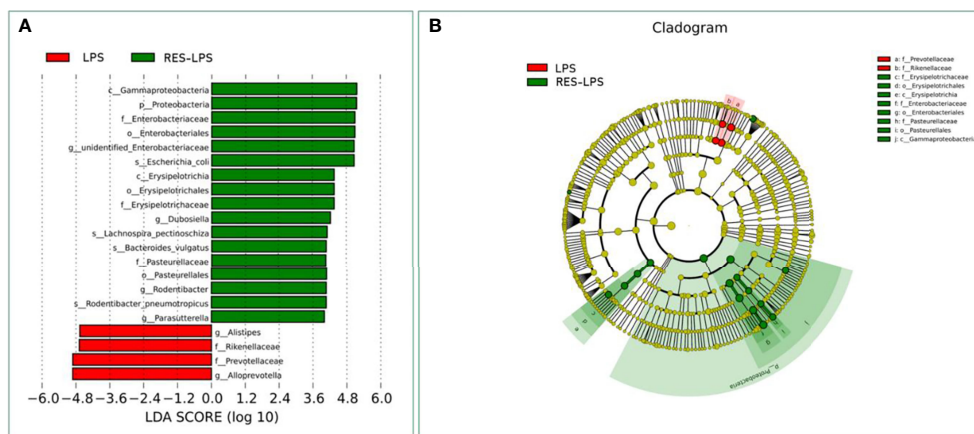 A
LPS
RES-LPS
c__Gammaproteobacteria
p__Proteobacteria
f__Enterobacteriaceae
o__Enterobacteriales
g__unidentified_Enterobacteriaceae
s__Escherichia_coli
c__Erysipelotrichia
o__Erysipelotrichales
f__Erysipelotrichaceae
g__Dubosiella
s__Lachnospira_pectinoschiza
s__Bacteroides_vulgatus
f__Pasteurellaceae
o__Pasteurellales
g__Rodentibacter
s__Rodentibacter_pneumotropicus
g__Parasutterella
g__Alistipes
f__Rikenellaceae
f__Prevotellaceae
g__Alloprevotella
−6.0 −4.8 −3.6 −2.4 −1.2 0.0 1.2 2.4 3.6 4.8 6.0
LDA SCORE (log 10)
B
Cladogram
LPS
RES-LPS
a: f__Prevotellaceae
b: f__Rikenellaceae
c: f__Erysipelotrichaceae
d: o__Erysipelotrichales
e: c__Erysipelotrichia
f: f__Enterobacteriaceae
g: o__Enterobacteriales
h: f__Pasteurellaceae
i: o__Pasteurellales
j: c__Gammaproteobacteria
b a
c
d
e
g
j
p__Proteobacteria